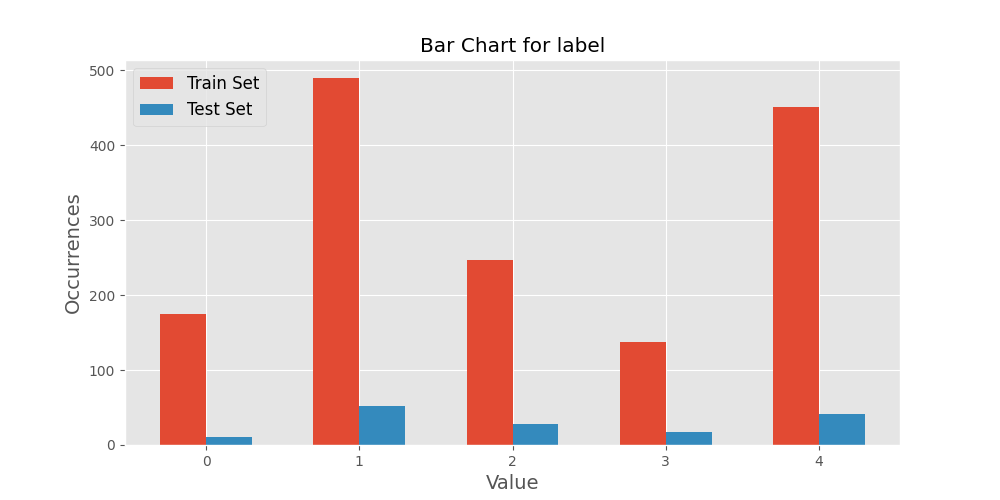 Bar Chart for label
Train Set
Test Set
500
400
300
200
100
0
Occurrences
0 1 2 3 4
Value